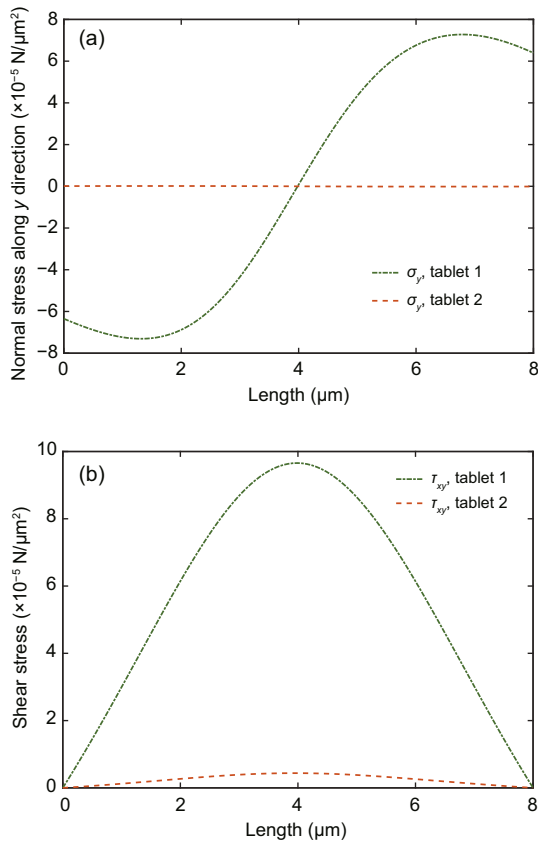 (a)
Normal stress along y direction (×10⁻⁵ N/μm²)
8
6
4
2
0
−2
−4
−6
−8
σy, tablet 1
σy, tablet 2
0
2
4
6
8
Length (μm)
(b)
Shear stress (×10⁻⁵ N/μm²)
10
8
6
4
2
0
τxy, tablet 1
τxy, tablet 2
0
2
4
6
8
Length (μm)